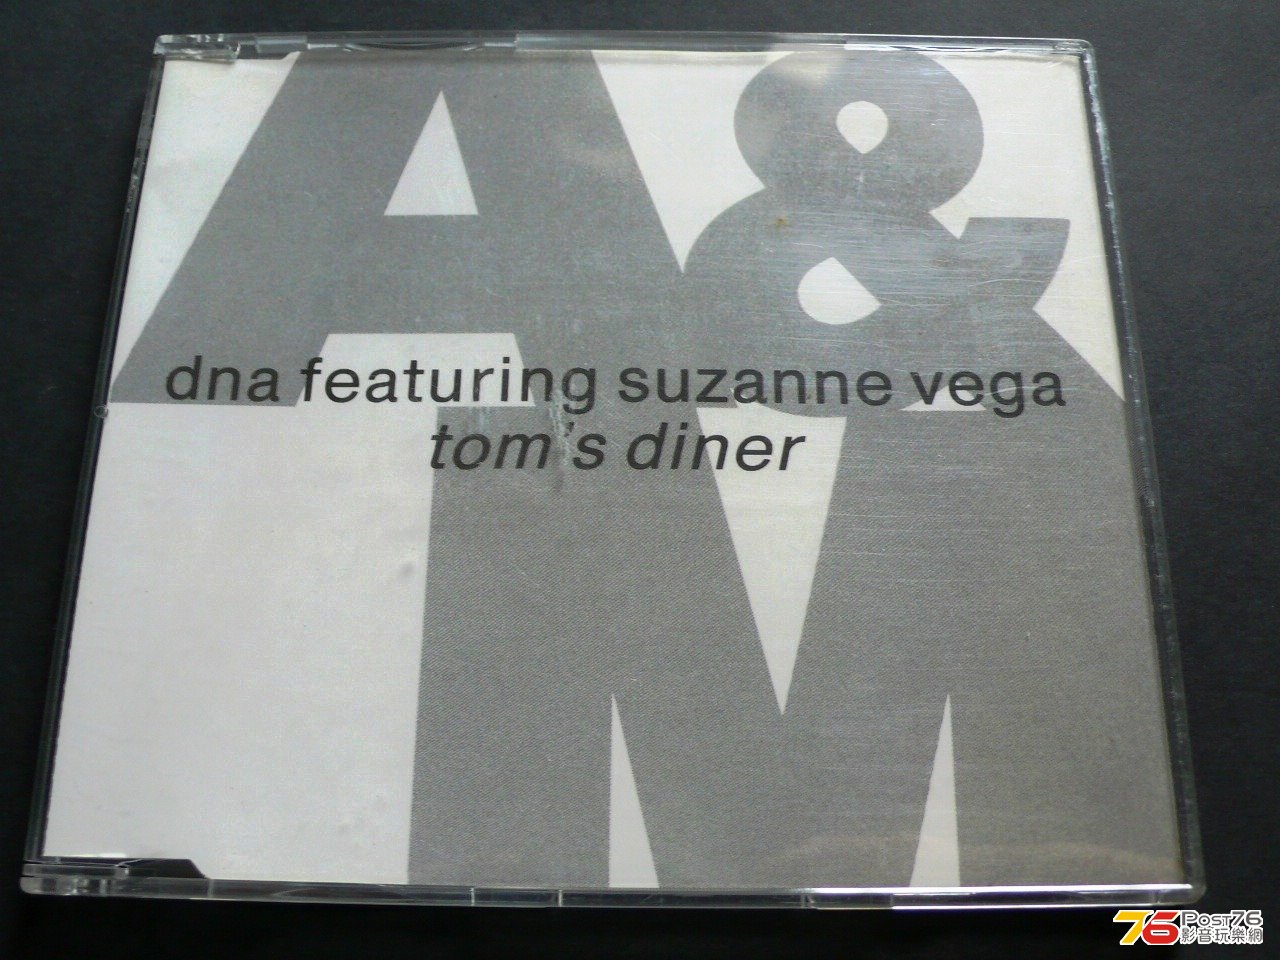 A&
M
dna featuring suzanne vega
tom's diner
76 Post76
影音玩樂網